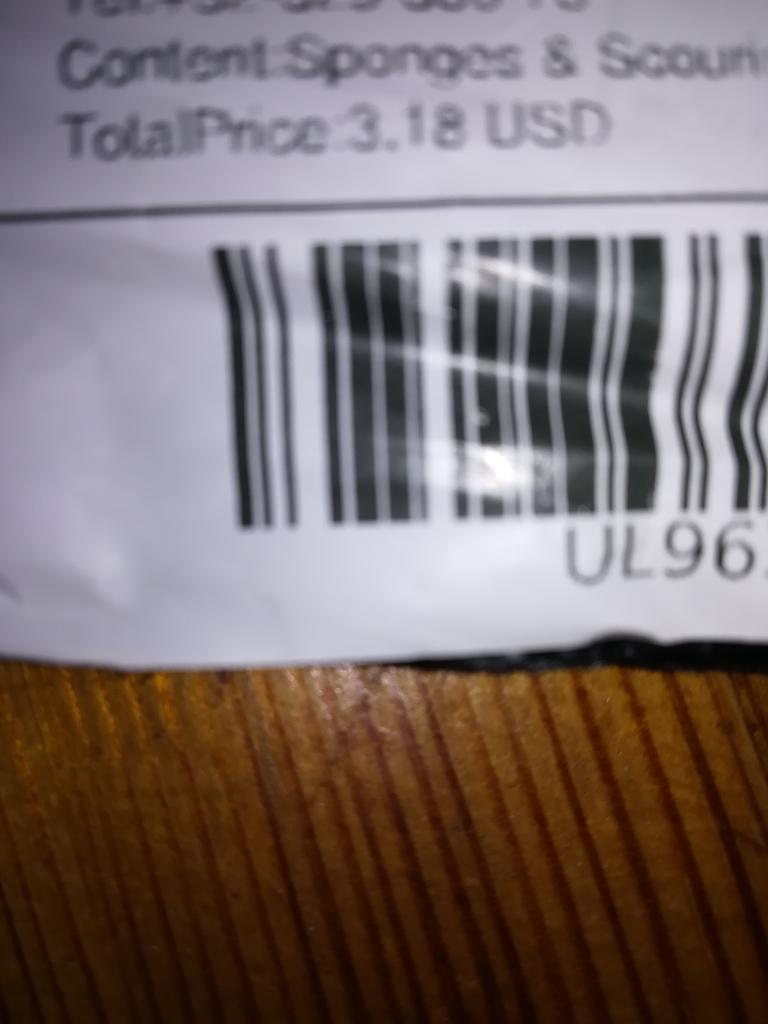 Content:Sponges & Scouri
TotalPrice:3.18 USD
UL96